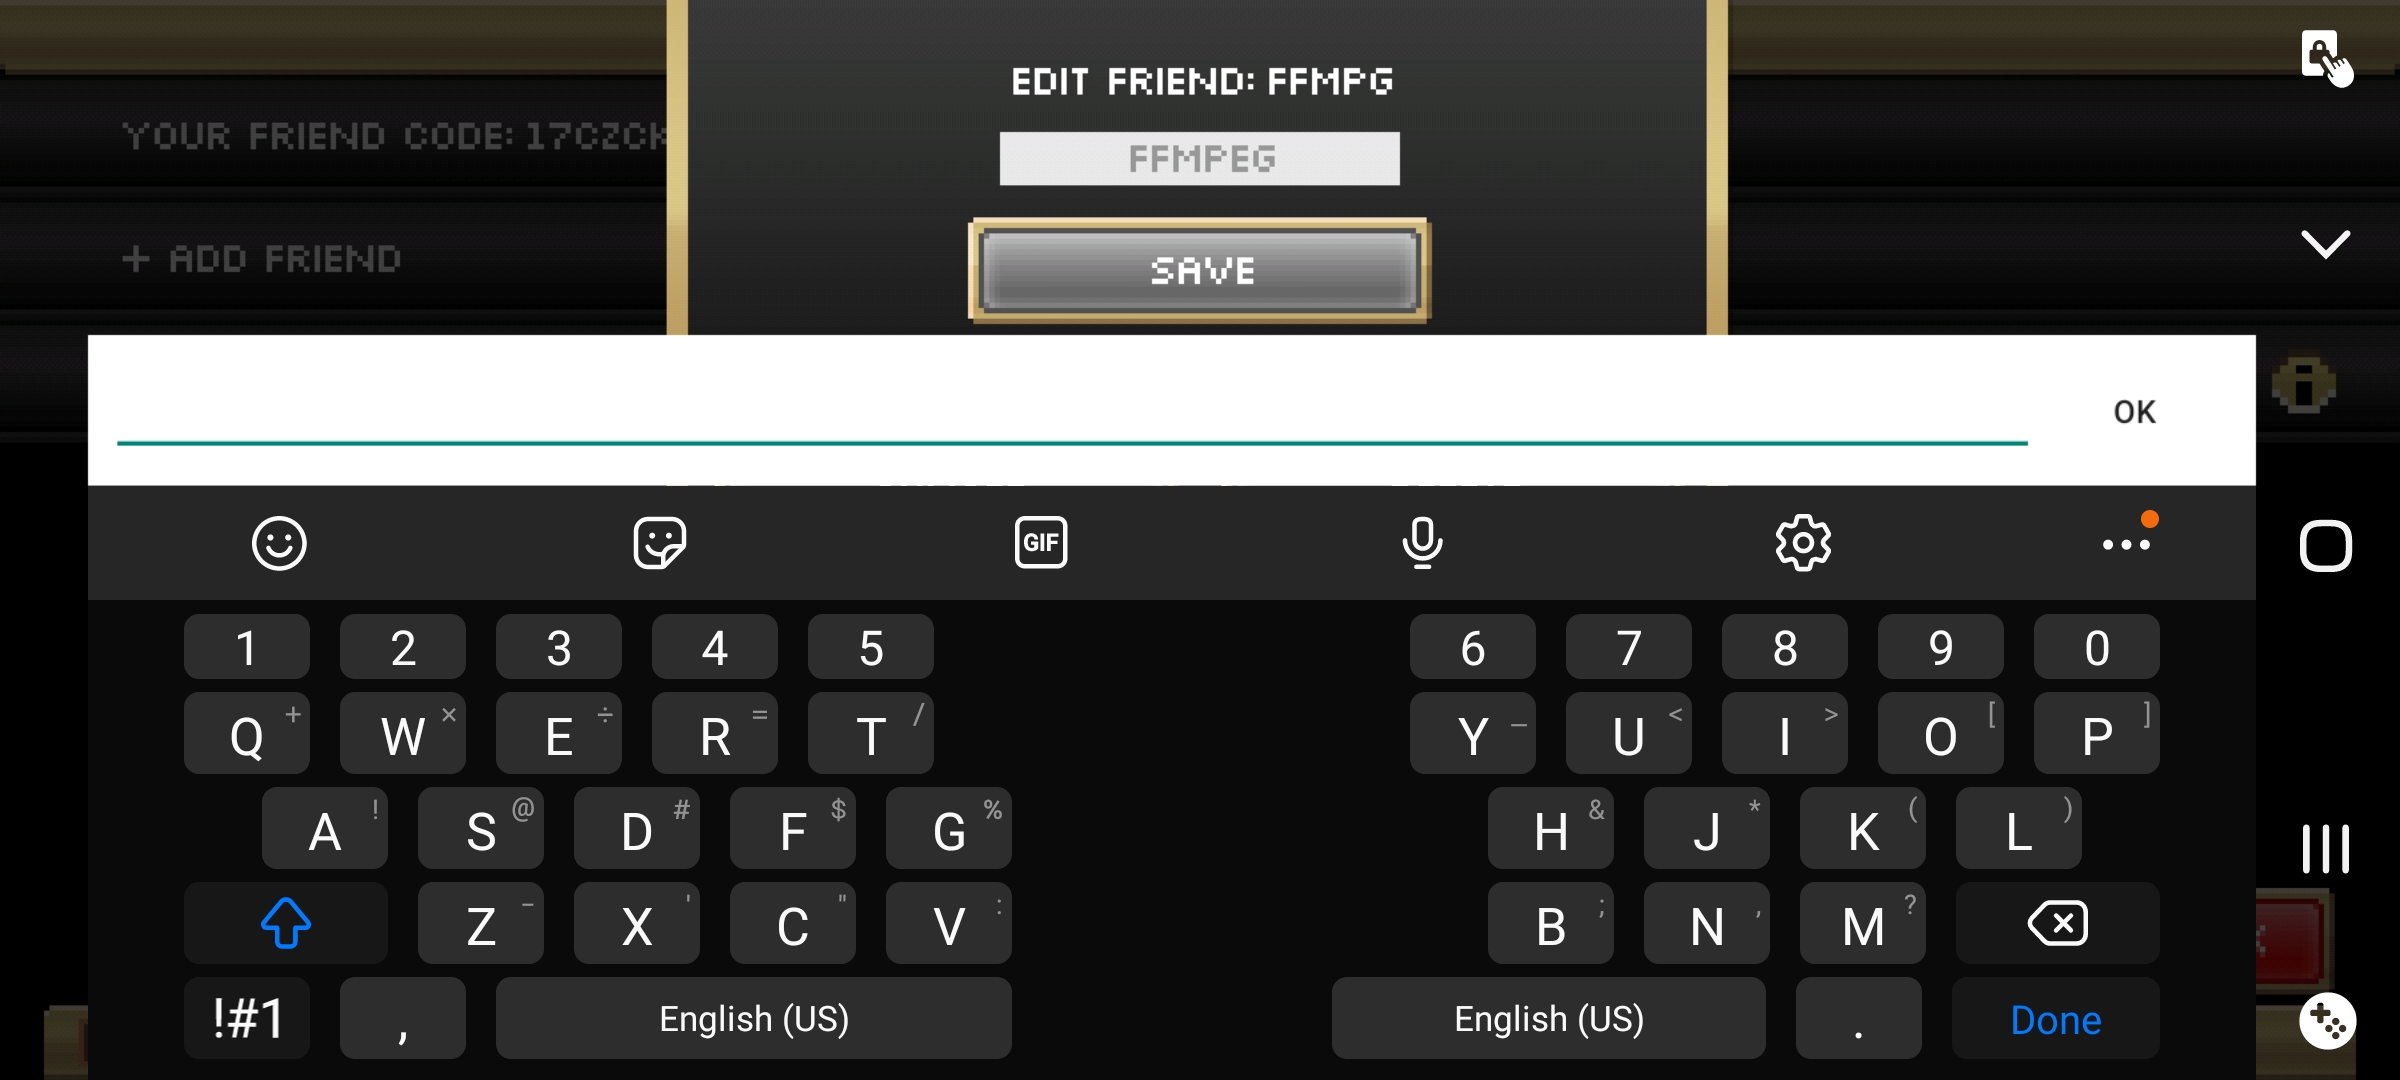 EDIT FRIEND: FFMPG
YOUR FRIEND CODE: 17CZCK
FFMPEG
+ ADD FRIEND
SAVE
OK
GIF
1 2 3 4 5 6 7 8 9 0
Q + W × E ÷ R = T / Y _ U < I > O [ P ]
A ! S @ D # F $ G % H & J * K ( L )
Z - X ' C " V : B ; N , M ?
!#1 , English (US) English (US) . Done